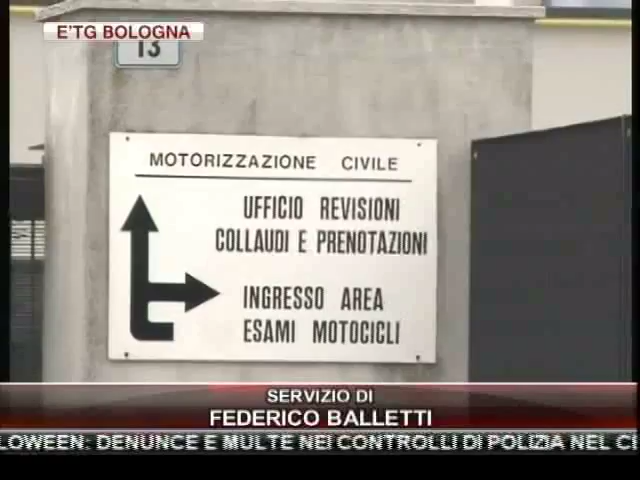 E'TG BOLOGNA
13
MOTORIZZAZIONE CIVILE
UFFICIO REVISIONI
COLLAUDI E PRENOTAZIONI
INGRESSO AREA
ESAMI MOTOCICLI
SERVIZIO DI
FEDERICO BALLETTI
LOWEEN: DENUNCE E MULTE NEI CONTROLLI DI POLIZIA NEL